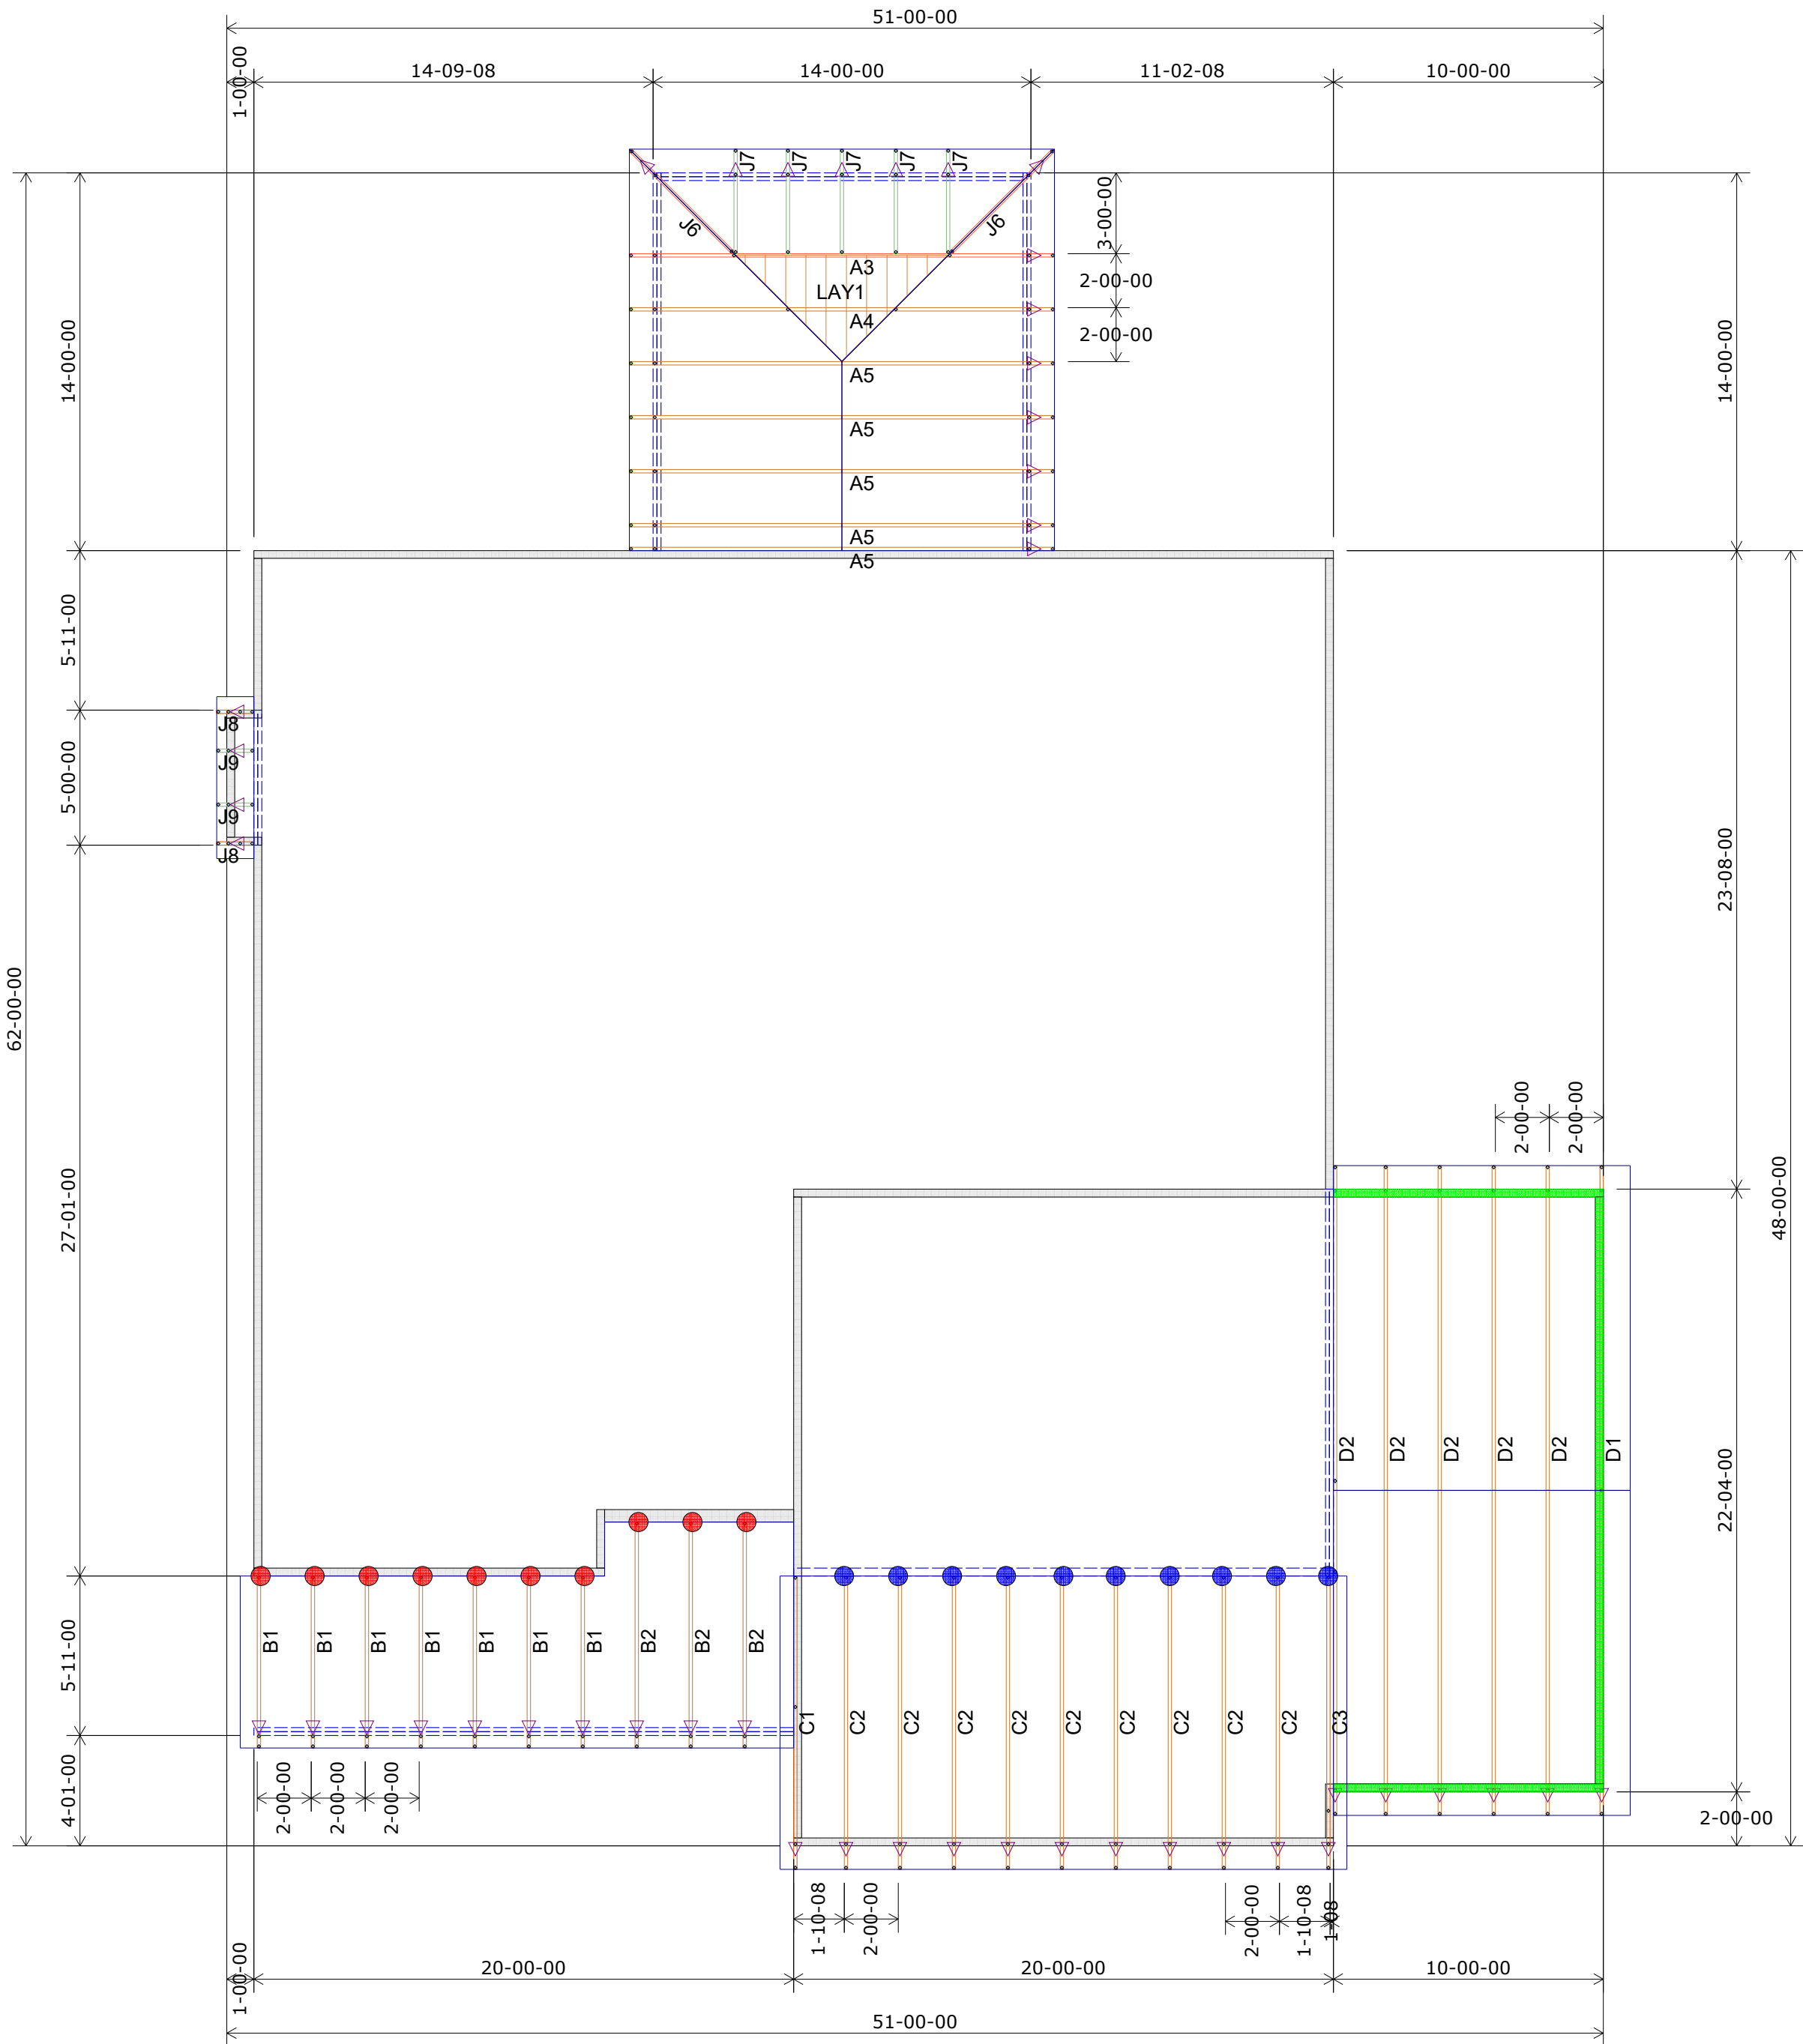 51-00-00
1-00-00
14-09-08
14-00-00
11-02-08
10-00-00
J7
J7
J7
J7
J7
J6
J6
3-00-00
A3
2-00-00
LAY1
A4
2-00-00
A5
A5
A5
A5
A5
14-00-00
14-00-00
5-11-00
J8
J9
J9
J8
5-00-00
23-08-00
62-00-00
48-00-00
27-01-00
2-00-00
2-00-00
D2
D2
D2
D2
D2
D1
22-04-00
5-11-00
B1
B1
B1
B1
B1
B1
B1
B2
B2
B2
C1
C2
C2
C2
C2
C2
C2
C2
C2
C2
C3
4-01-00
2-00-00
2-00-00
2-00-00
2-00-00
1-10-08
2-00-00
2-00-00
1-10-08
1-08
1-00-00
20-00-00
20-00-00
10-00-00
51-00-00